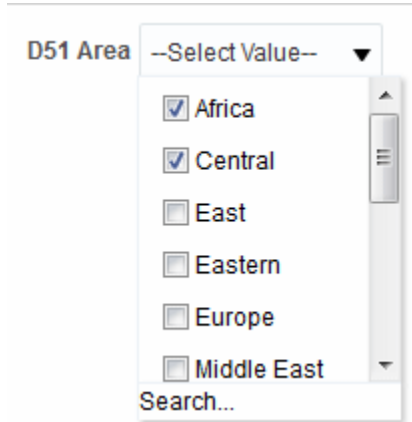 D51 Area --Select Value--
Africa
Central
East
Eastern
Europe
Middle East
Search...